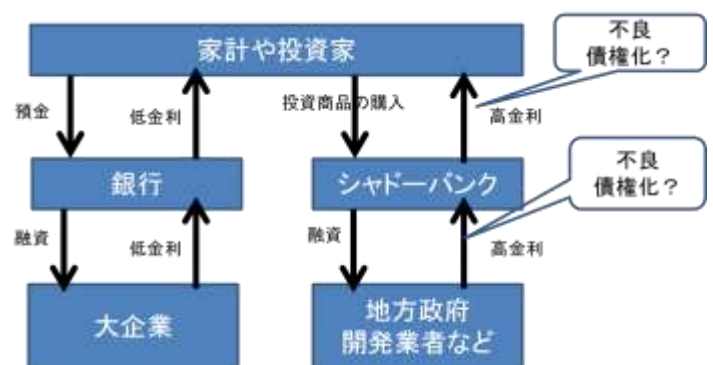 家計や投資家
不良
債権化？
預金
低金利
投資商品の購入
高金利
銀行
シャドーバンク
不良
債権化？
融資
低金利
融資
高金利
大企業
地方政府
開発業者など